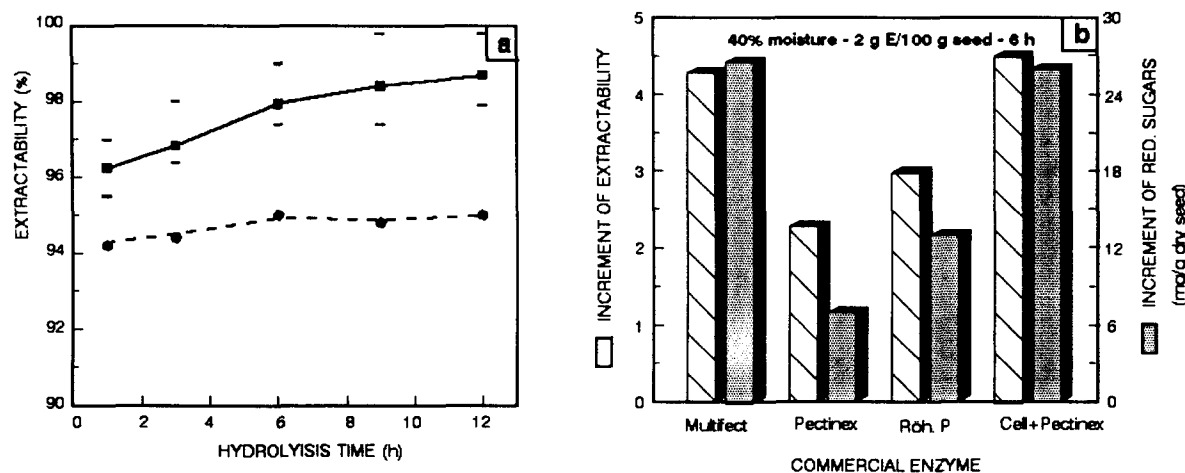 100
98
96
94
92
90
EXTRACTABILITY (%)
a
0 2 4 6 8 10 12
HYDROLYISIS TIME (h)
5
4
3
2
1
0
INCREMENT OF EXTRACTABILITY
40% moisture - 2 g E/100 g seed - 6 h
b
30
24
18
12
6
0
INCREMENT OF RED. SUGARS
(mg/g dry seed)
Multifect Pectinex Röh. P Cell+Pectinex
COMMERCIAL ENZYME